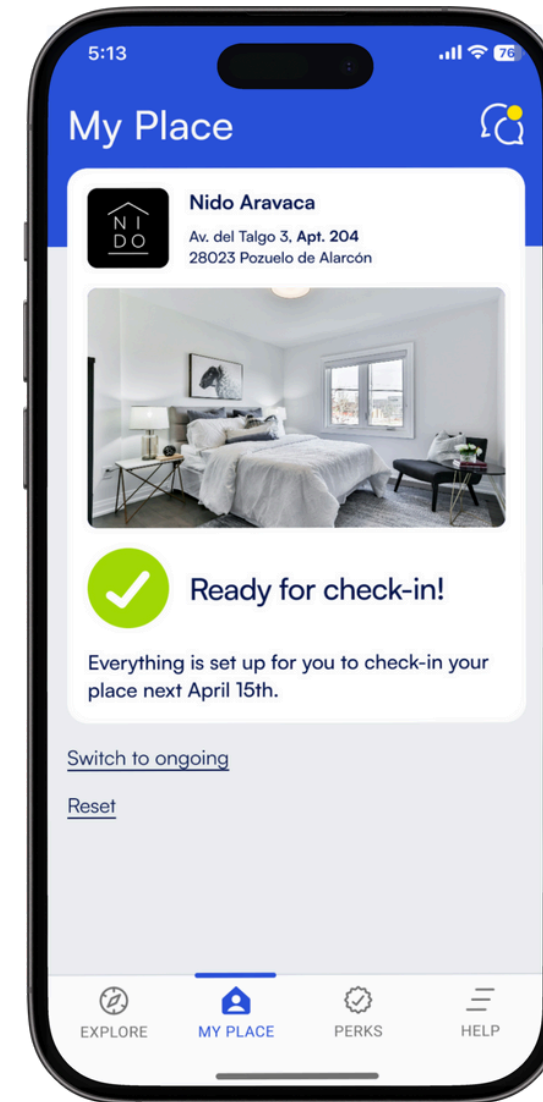 5:13
76
My Place
NIDO
Nido Aravaca
Av. del Talgo 3, Apt. 204
28023 Pozuelo de Alarcón
Ready for check-in!
Everything is set up for you to check-in your
place next April 15th.
Switch to ongoing
Reset
EXPLORE MY PLACE PERKS HELP